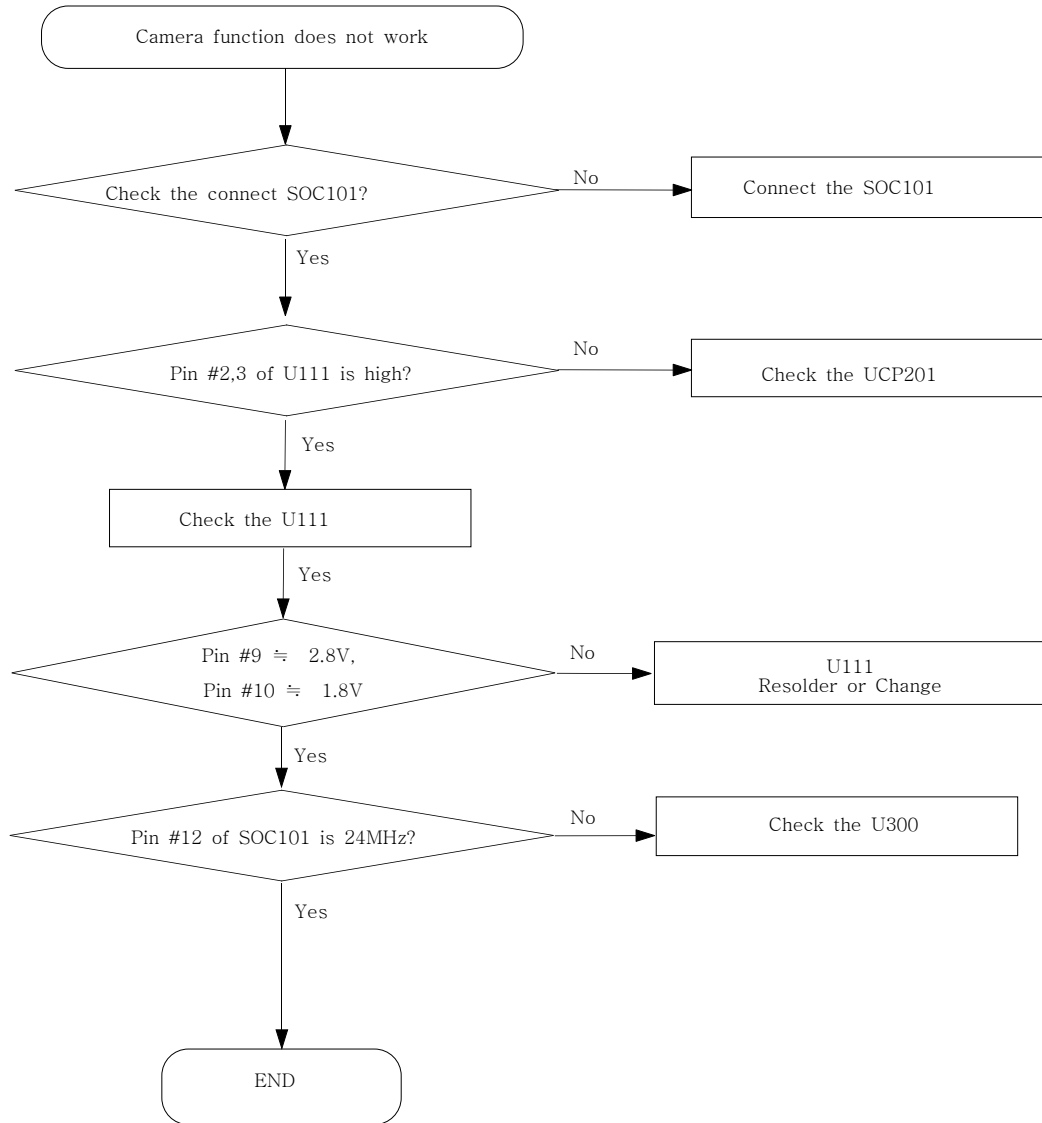 Camera function does not work
Check the connect SOC101?
No
Connect the SOC101
Yes
Pin #2,3 of U111 is high?
No
Check the UCP201
Yes
Check the U111
Yes
Pin #9 ≒ 2.8V,
Pin #10 ≒ 1.8V
No
U111
Resolder or Change
Yes
Pin #12 of SOC101 is 24MHz?
No
Check the U300
Yes
END